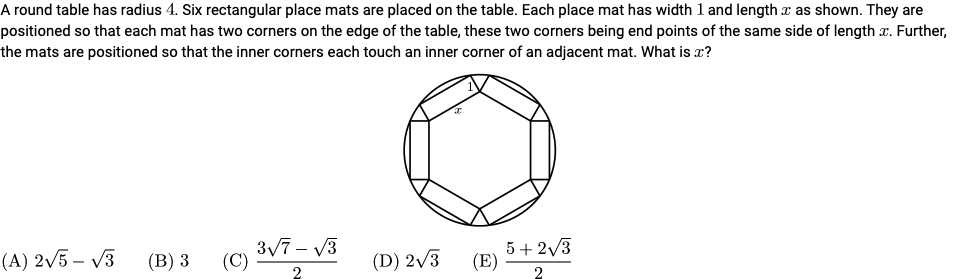 A round table has radius 4. Six rectangular place mats are placed on the table. Each place mat has width 1 and length x as shown. They are
positioned so that each mat has two corners on the edge of the table, these two corners being end points of the same side of length x. Further,
the mats are positioned so that the inner corners each touch an inner corner of an adjacent mat. What is x?
1
x
(A) 2√5 − √3 (B) 3 (C) (3√7 − √3)/2 (D) 2√3 (E) (5 + 2√3)/2